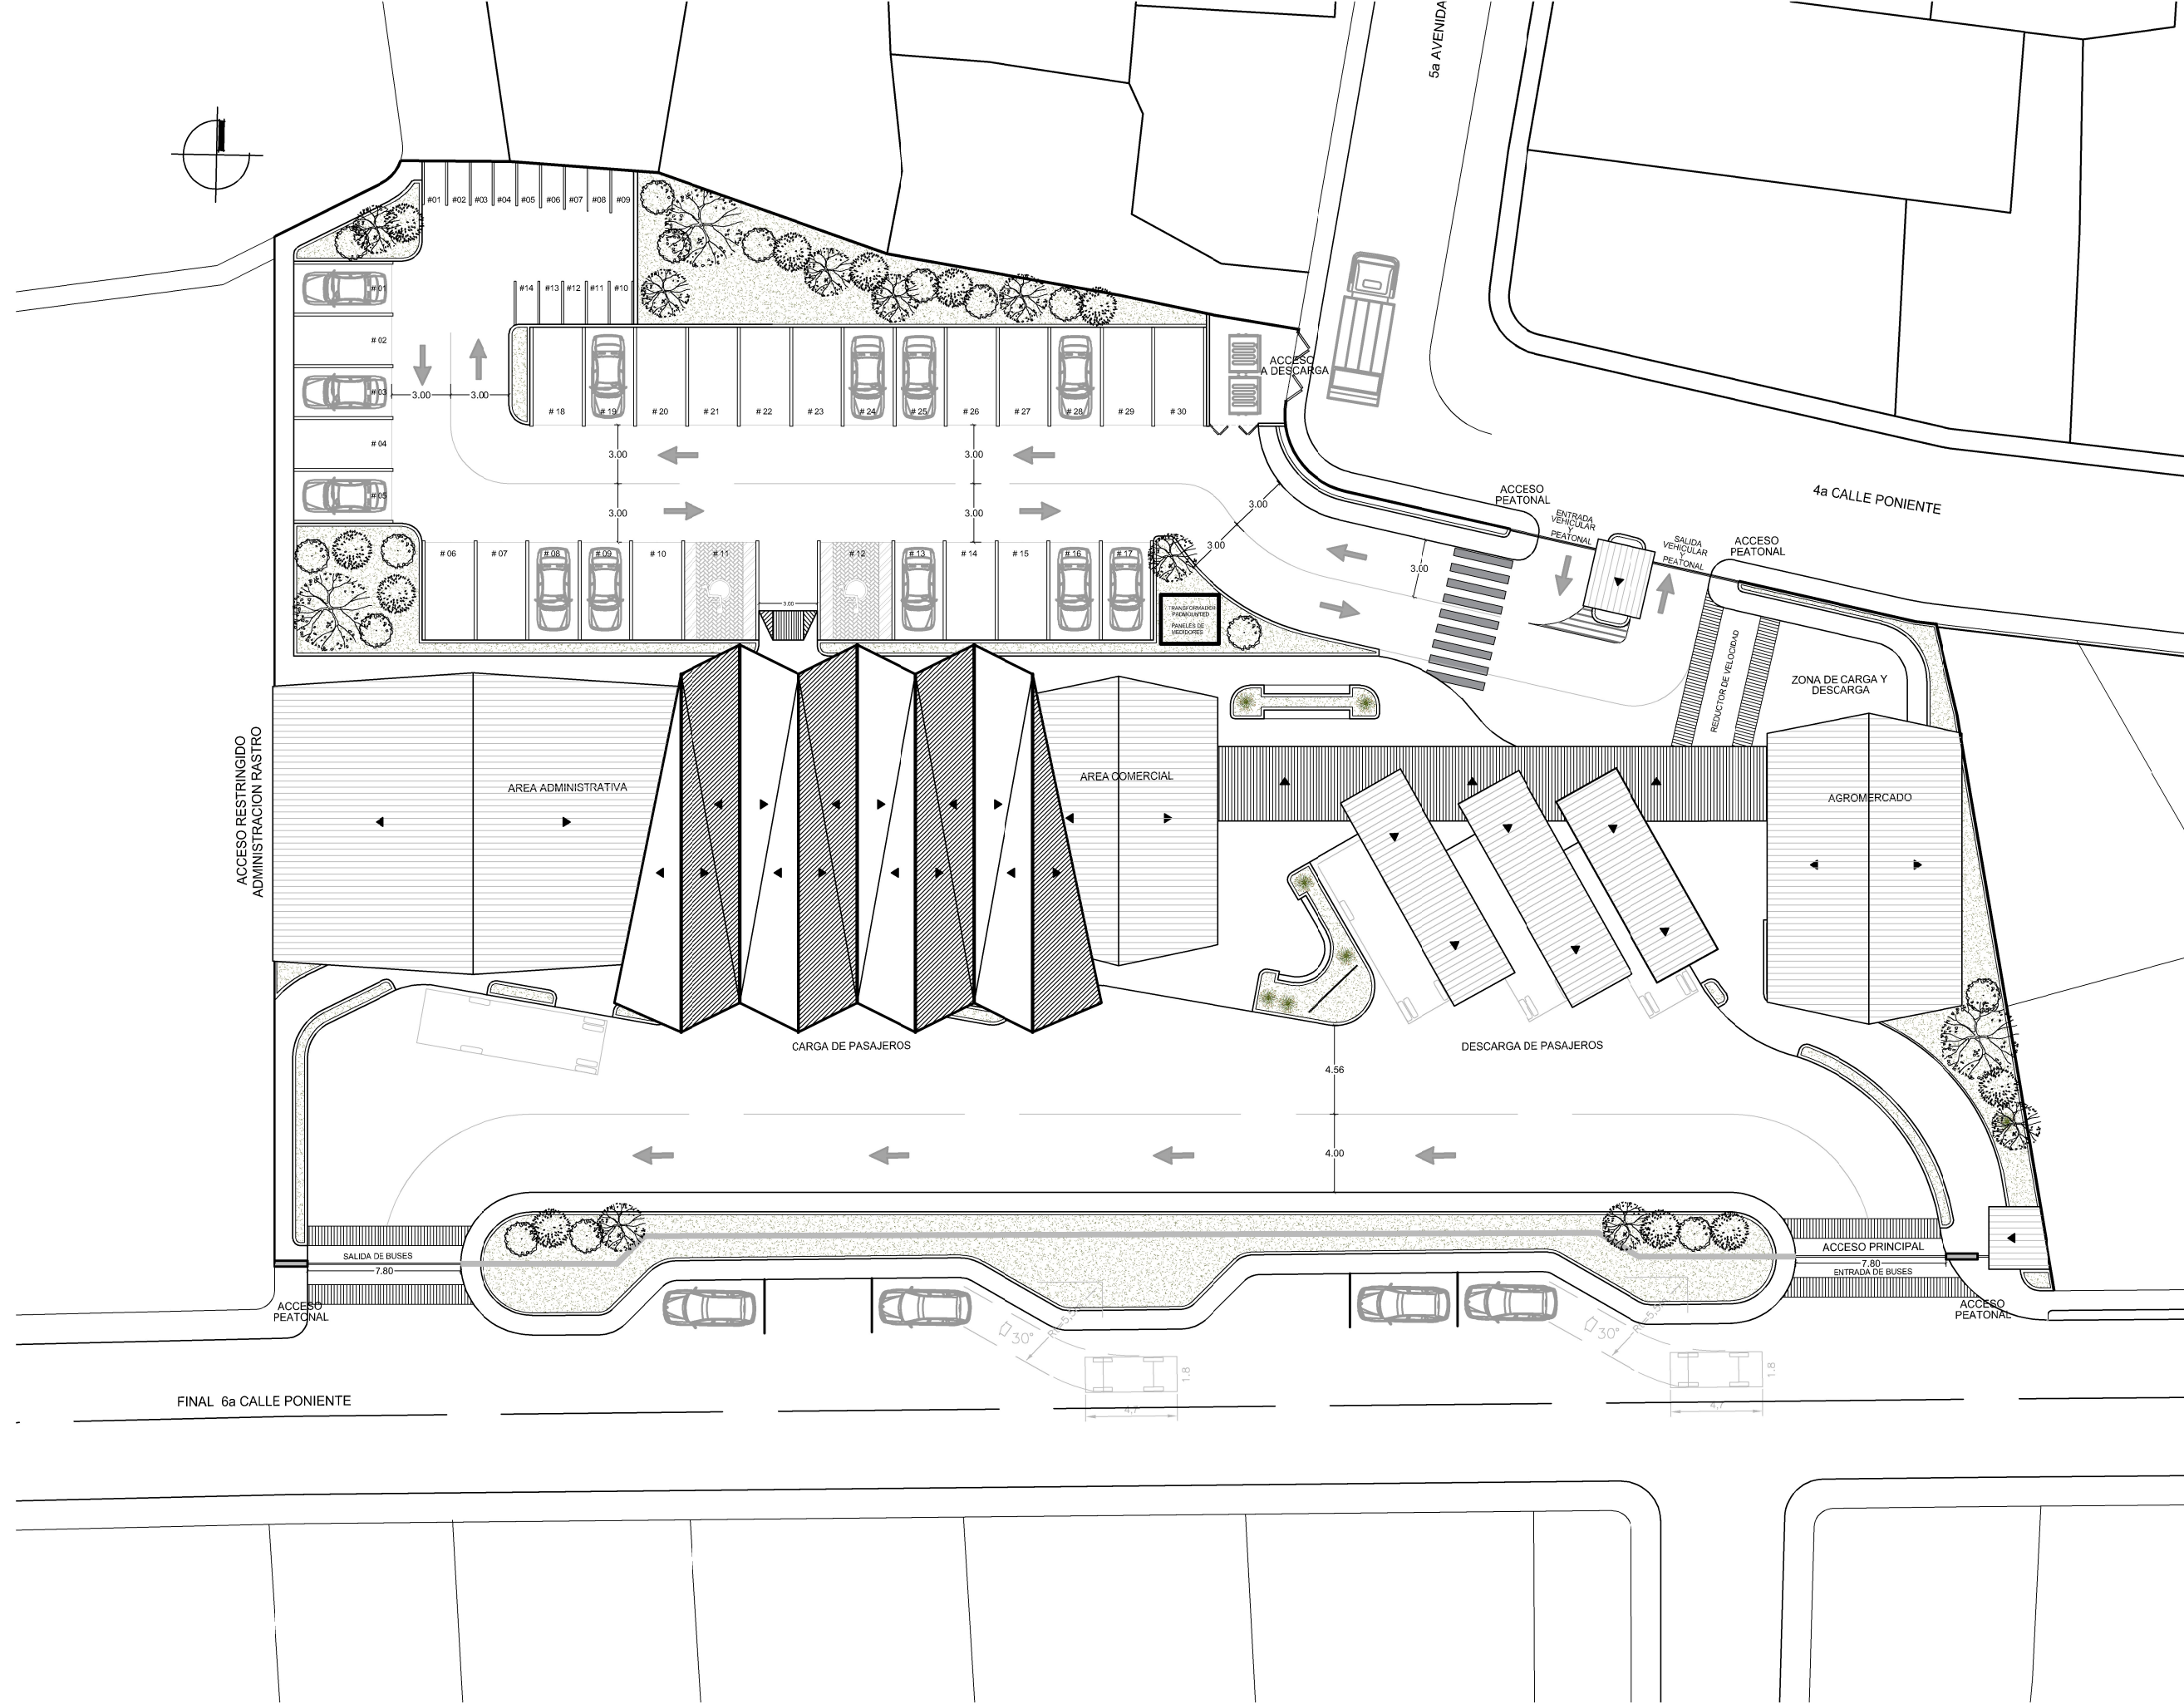 5a AVENIDA
#01 #02 #03 #04 #05 #06 #07 #08 #09
#14 #13 #12 #11 #10
# 01
# 02
# 03
# 04
# 05
3.00 3.00
# 18 # 19 # 20 # 21 # 22 # 23 # 24 # 25 # 26 # 27 # 28 # 29 # 30
ACCESO
A DESCARGA
3.00 3.00
3.00 3.00
3.00
3.00
3.00
ACCESO
PEATONAL
ENTRADA
VEHICULAR
Y
PEATONAL
SALIDA
VEHICULAR
Y
PEATONAL
ACCESO
PEATONAL
4a CALLE PONIENTE
# 06 # 07 # 08 # 09 # 10 # 11 # 12 # 13 # 14 # 15 # 16 # 17
3.00
TRANSFORMADOR
PADMOUNTED
PANELES DE
MEDIDORES
REDUCTOR DE VELOCIDAD
ZONA DE CARGA Y
DESCARGA
ACCESO RESTRINGIDO
ADMINISTRACION RASTRO
AREA ADMINISTRATIVA
AREA COMERCIAL
AGROMERCADO
CARGA DE PASAJEROS
DESCARGA DE PASAJEROS
4.56
4.00
SALIDA DE BUSES
7.80
ACCESO PRINCIPAL
7.80
ENTRADA DE BUSES
ACCESO
PEATONAL
ACCESO
PEATONAL
30°
30°
1.8
1.8
4,7
4,7
FINAL 6a CALLE PONIENTE